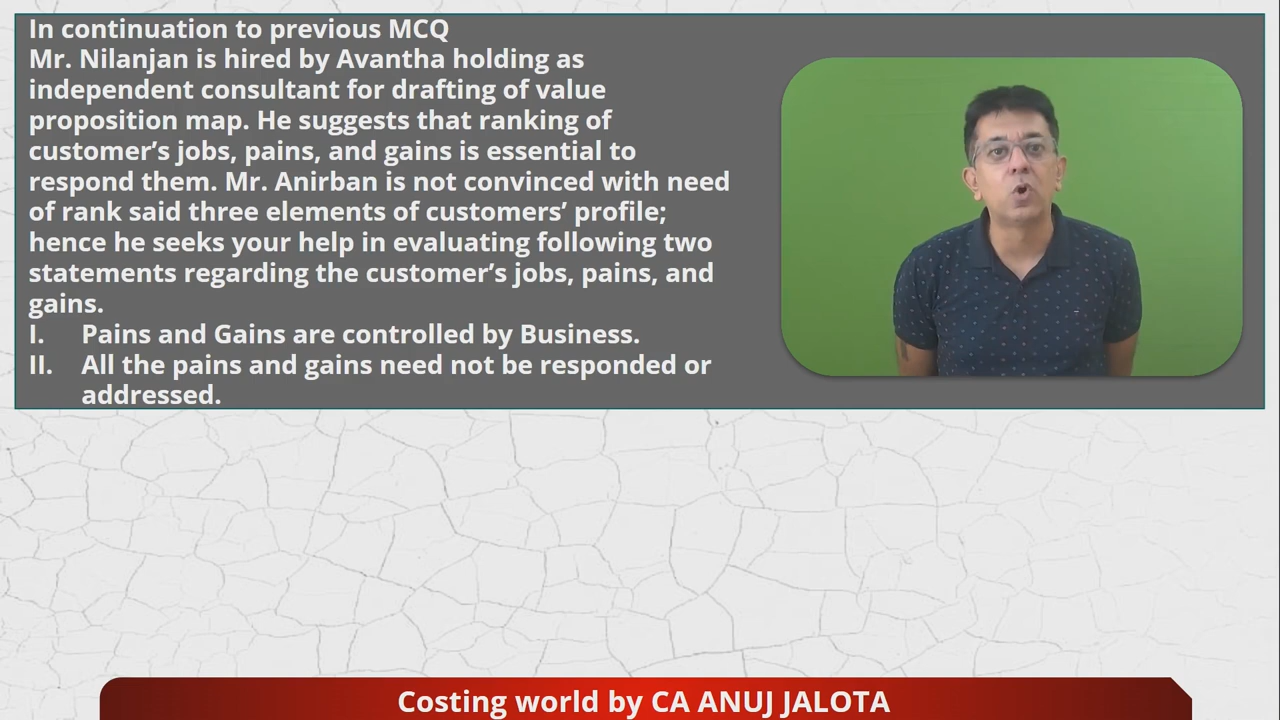 In continuation to previous MCQ
Mr. Nilanjan is hired by Avantha holding as
independent consultant for drafting of value
proposition map. He suggests that ranking of
customer’s jobs, pains, and gains is essential to
respond them. Mr. Anirban is not convinced with need
of rank said three elements of customers’ profile;
hence he seeks your help in evaluating following two
statements regarding the customer’s jobs, pains, and
gains.
I. Pains and Gains are controlled by Business.
II. All the pains and gains need not be responded or
addressed.
Costing world by CA ANUJ JALOTA